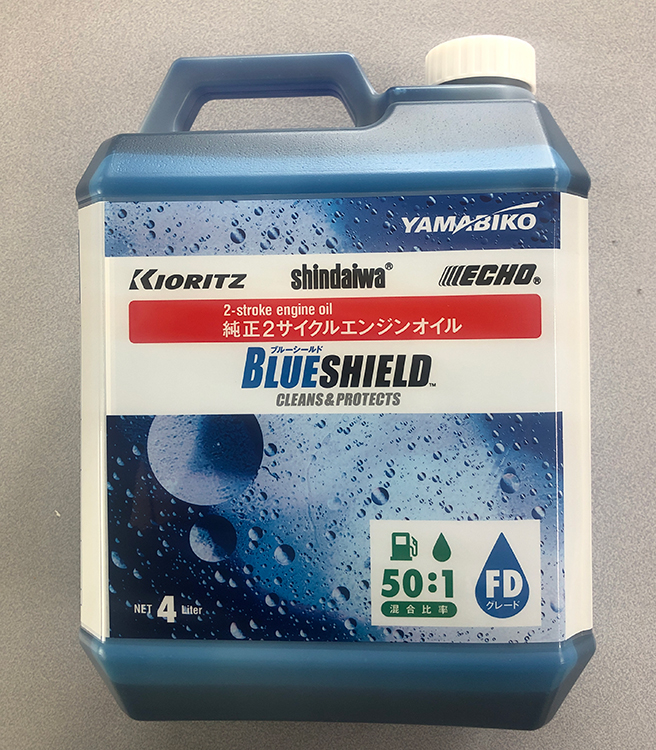 YAMABIKO
KIORITZ shindaiwa® ECHO®
2-stroke engine oil
純正2サイクルエンジンオイル
ブルーシールド
BLUESHIELD™
CLEANS & PROTECTS
50:1
混合比率
FD
グレード
NET 4 Liter